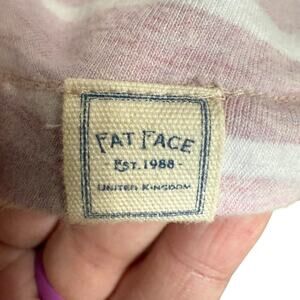 FAT FACE
EST. 1988
UNITED KINGDOM